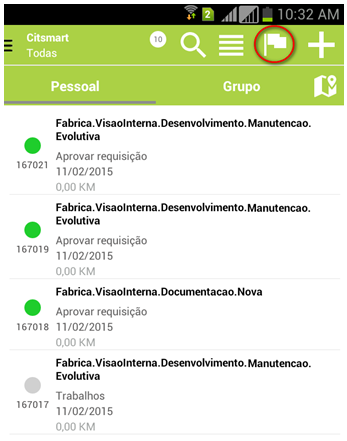 2 10:32 AM
Citsmart 10
Todas
Pessoal Grupo
Fabrica.VisaoInterna.Desenvolvimento.Manutencao.
Evolutiva
Aprovar requisição
167021
11/02/2015
0,00 KM
Fabrica.VisaoInterna.Desenvolvimento.Manutencao.
Evolutiva
Aprovar requisição
167019
11/02/2015
0,00 KM
Fabrica.VisaoInterna.Documentacao.Nova
Aprovar requisição
167018
11/02/2015
0,00 KM
Fabrica.VisaoInterna.Desenvolvimento.Manutencao.
Evolutiva
Trabalhos
167017
11/02/2015
0,00 KM